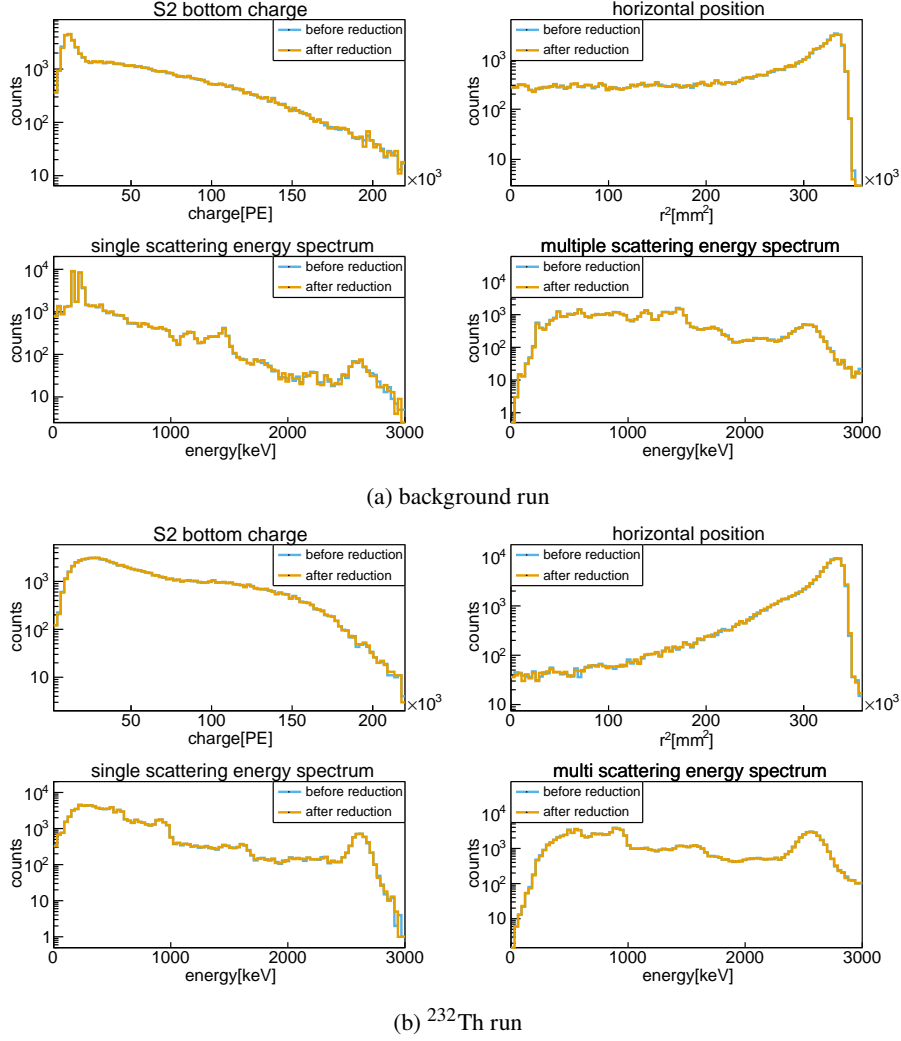 S2 bottom charge
before reduction
after reduction
counts
10³
10²
10
50
100
150
200
×10³
charge[PE]
horizontal position
before reduction
after reduction
counts
10³
10²
10
0
100
200
300
×10³
r²[mm²]
single scattering energy spectrum
before reduction
after reduction
counts
10⁴
10³
10²
10
0
1000
2000
3000
energy[keV]
multiple scattering energy spectrum
before reduction
after reduction
counts
10⁴
10³
10²
10
1
0
1000
2000
3000
energy[keV]
(a) background run
S2 bottom charge
before reduction
after reduction
counts
10³
10²
10
50
100
150
200
×10³
charge[PE]
horizontal position
before reduction
after reduction
counts
10⁴
10³
10²
10
0
100
200
300
×10³
r²[mm²]
single scattering energy spectrum
before reduction
after reduction
counts
10⁴
10³
10²
10
1
0
1000
2000
3000
energy[keV]
multi scattering energy spectrum
before reduction
after reduction
counts
10⁴
10³
10²
10
0
1000
2000
3000
energy[keV]
(b) ²³²Th run